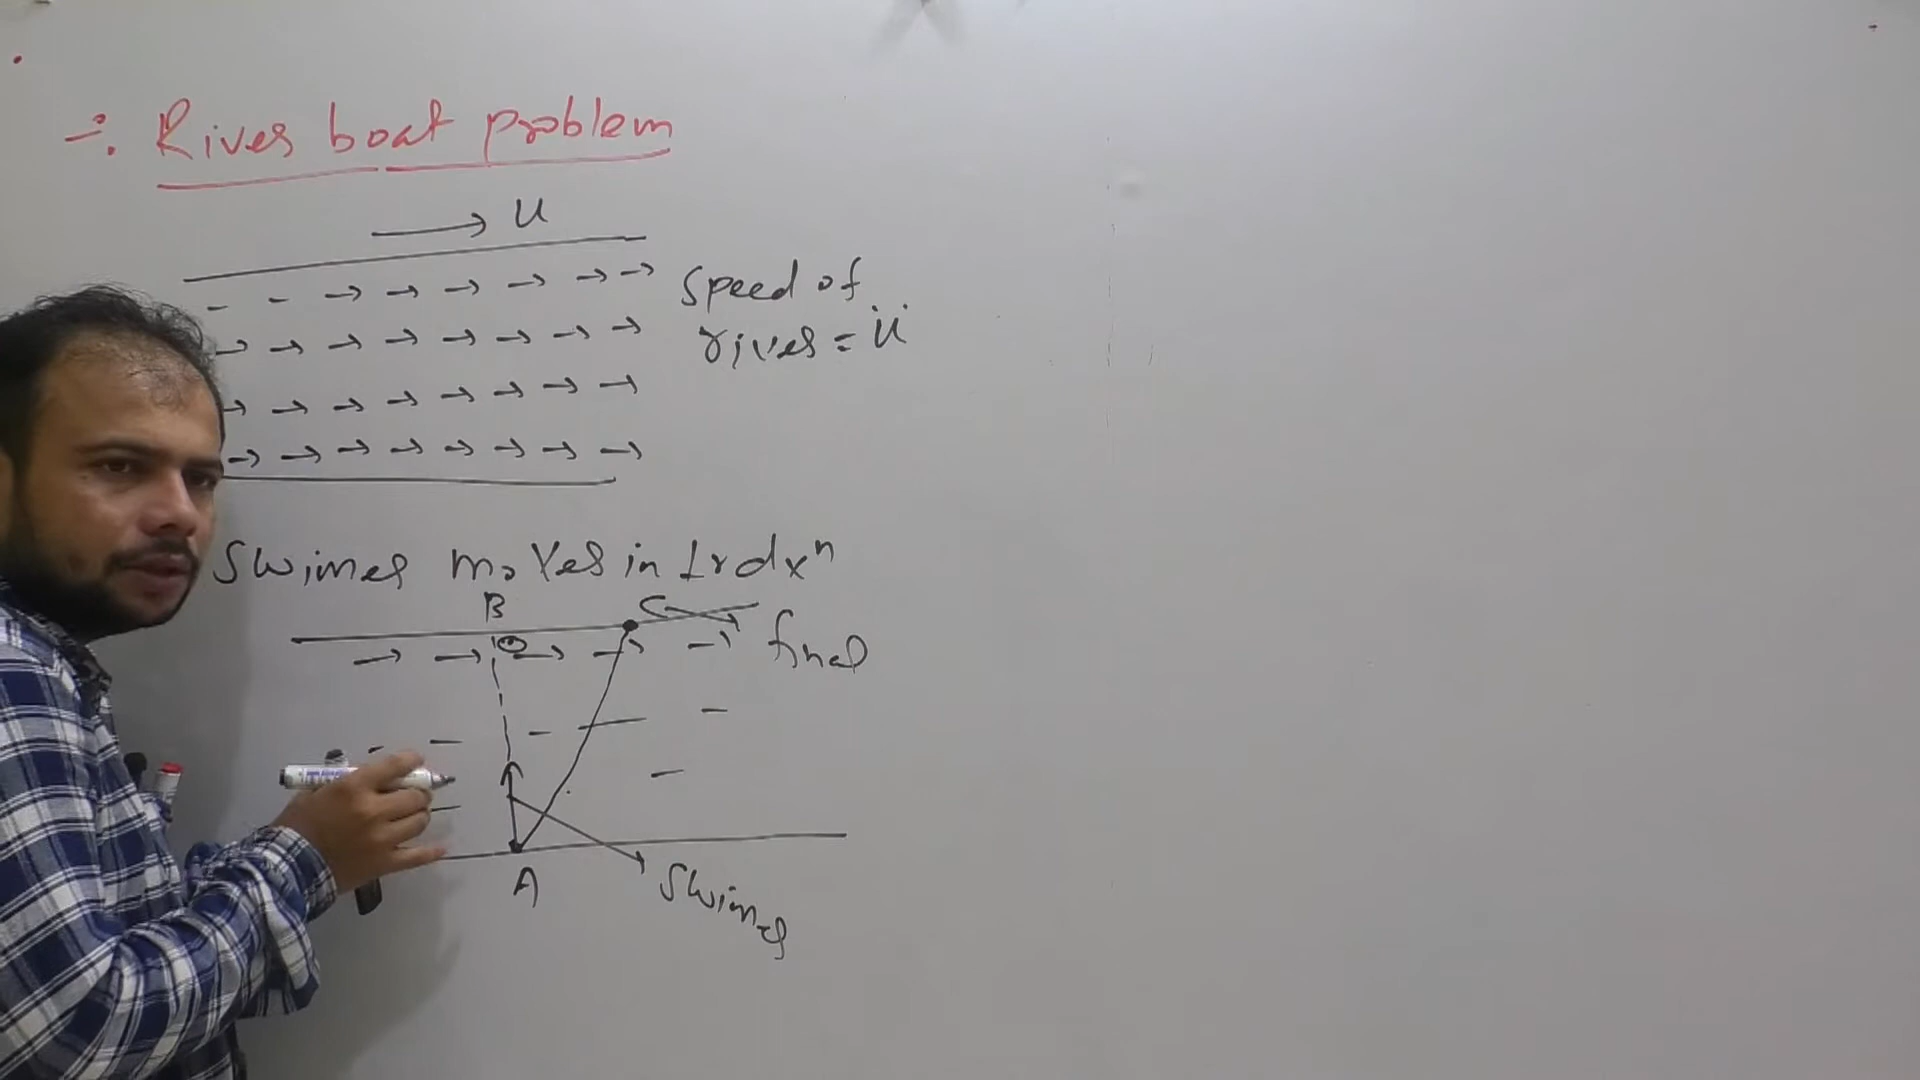 ÷. River boat problem
→ u
speed of
river = u
Swimer moves in ⊥r dxⁿ
B C
final
A
Swimer